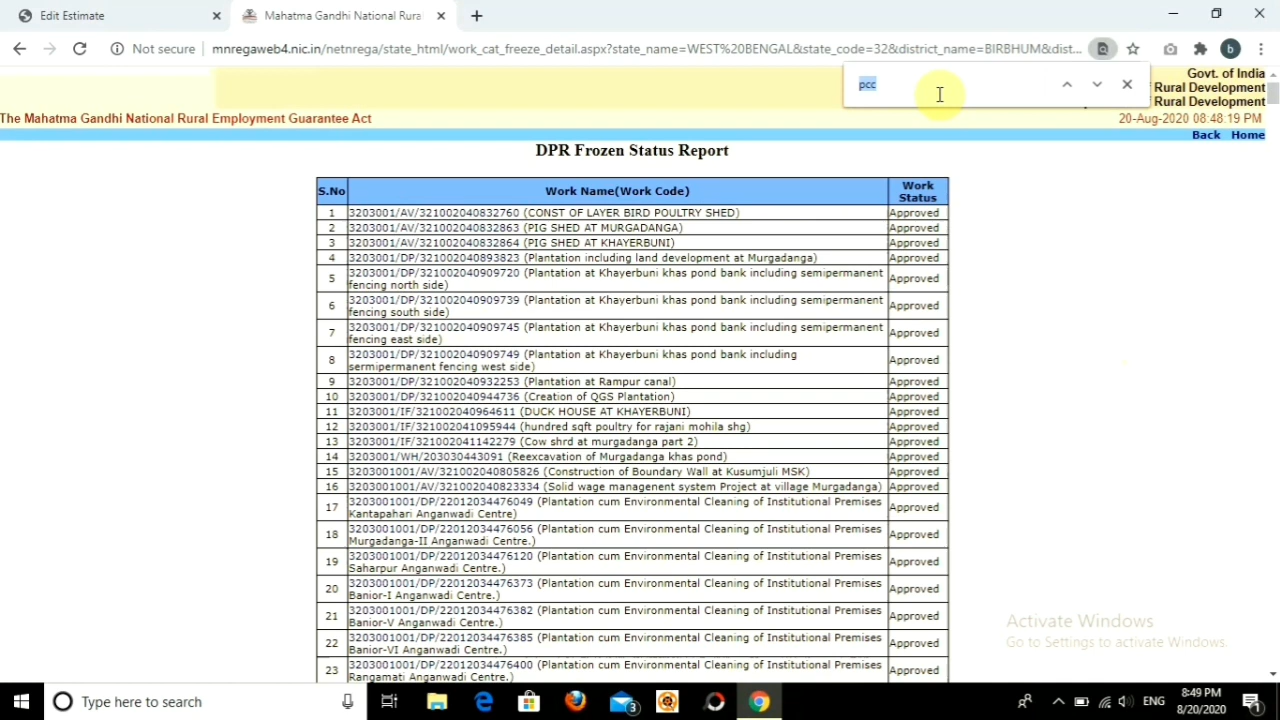 Edit Estimate
Mahatma Gandhi National Rura
Not secure
mnregaweb4.nic.in/netnrega/state_html/work_cat_freeze_detail.aspx?state_name=WEST%20BENGAL&state_code=32&district_name=BIRBHUM&dist...
b
pcc
Govt. of India
Rural Development
Rural Development
The Mahatma Gandhi National Rural Employment Guarantee Act
20-Aug-2020 08:48:19 PM
Back Home
DPR Frozen Status Report
S.No Work Name(Work Code) Work Status
1 3203001/AV/321002040832760 (CONST OF LAYER BIRD POULTRY SHED) Approved
2 3203001/AV/321002040832863 (PIG SHED AT MURGADANGA) Approved
3 3203001/AV/321002040832864 (PIG SHED AT KHAYERBUNI) Approved
4 3203001/DP/321002040893823 (Plantation including land development at Murgadanga) Approved
5 3203001/DP/321002040909720 (Plantation at Khayerbuni khas pond bank including semipermanent
fencing north side) Approved
6 3203001/DP/321002040909739 (Plantation at Khayerbuni khas pond bank including semipermanent
fencing south side) Approved
7 3203001/DP/321002040909745 (Plantation at Khayerbuni khas pond bank including semipermanent
fencing east side) Approved
8 3203001/DP/321002040909749 (Plantation at Khayerbuni khas pond bank including
sermipermanent fencing west side) Approved
9 3203001/DP/321002040932253 (Plantation at Rampur canal) Approved
10 3203001/DP/321002040944736 (Creation of QGS Plantation) Approved
11 3203001/IF/321002040964611 (DUCK HOUSE AT KHAYERBUNI) Approved
12 3203001/IF/321002041095944 (hundred sqft poultry for rajani mohila shg) Approved
13 3203001/IF/321002041142279 (Cow shrd at murgadanga part 2) Approved
14 3203001/WH/203030443091 (Reexcavation of Murgadanga khas pond) Approved
15 3203001001/AV/321002040805826 (Construction of Boundary Wall at Kusumjuli MSK) Approved
16 3203001001/AV/321002040823334 (Solid wage managenent system Project at village Murgadanga) Approved
17 3203001001/DP/22012034476049 (Plantation cum Environmental Cleaning of Institutional Premises
Kantapahari Anganwadi Centre) Approved
18 3203001001/DP/22012034476056 (Plantation cum Environmental Cleaning of Institutional Premises
Murgadanga-II Anganwadi Centre.) Approved
19 3203001001/DP/22012034476120 (Plantation cum Environmental Cleaning of Institutional Premises
Saharpur Anganwadi Centre.) Approved
20 3203001001/DP/22012034476373 (Plantation cum Environmental Cleaning of Institutional Premises
Banior-I Anganwadi Centre.) Approved
21 3203001001/DP/22012034476382 (Plantation cum Environmental Cleaning of Institutional Premises
Banior-V Anganwadi Centre.) Approved
22 3203001001/DP/22012034476385 (Plantation cum Environmental Cleaning of Institutional Premises
Banior-VI Anganwadi Centre.) Approved
23 3203001001/DP/22012034476400 (Plantation cum Environmental Cleaning of Institutional Premises
Rangamati Anganwadi Centre.) Approved
Activate Windows
Go to Settings to activate Windows.
Type here to search
3
ENG
8:49 PM
8/20/2020
1